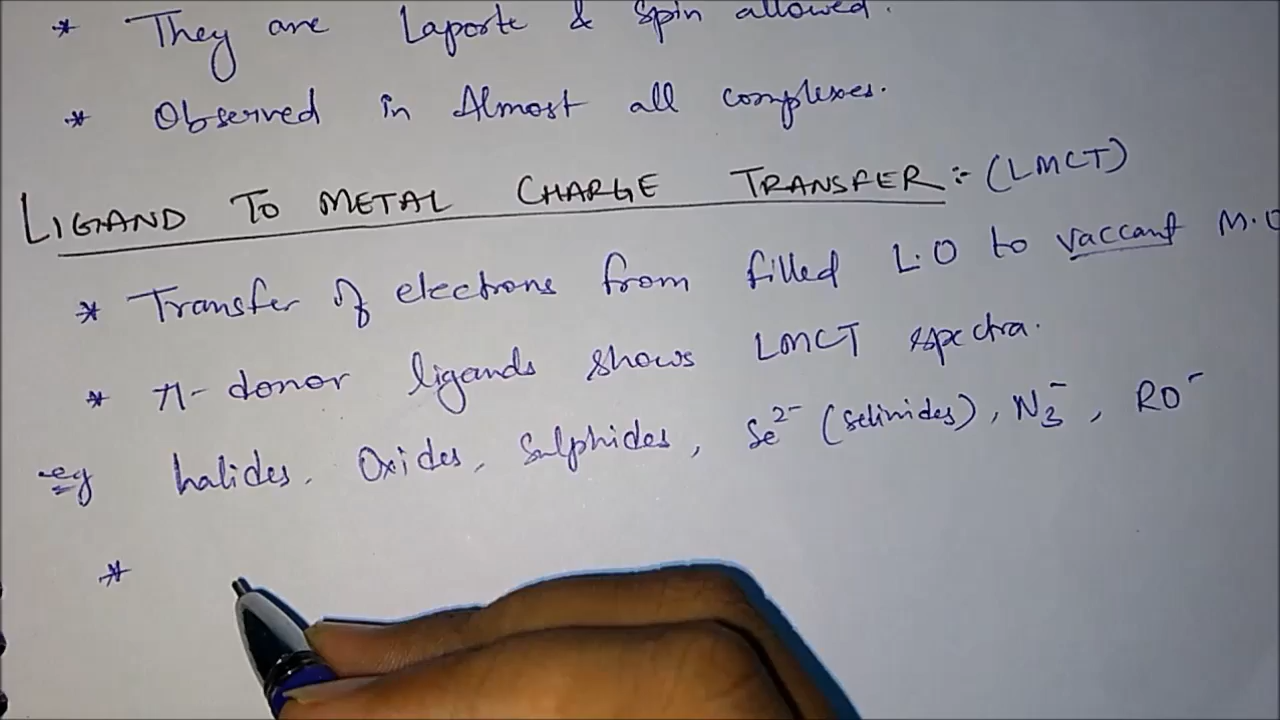 * They are Laporte & Spin allowed.
* Observed in Almost all complexes.
LIGAND TO METAL CHARGE TRANSFER :- (LMCT)
* Transfer of electrons from filled L.O to vaccant M.O
* π- donor ligands shows LMCT spectra.
eg halides, Oxides, Sulphides, Se²⁻ (Selinides), N₃⁻, RO⁻
*